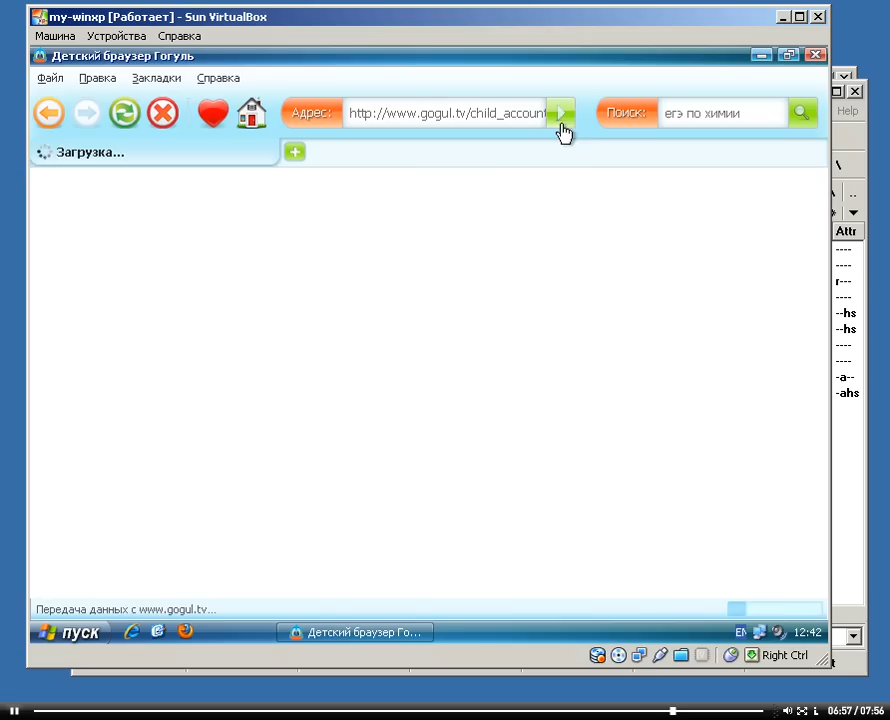 my-winxp [Работает] - Sun VirtualBox
Машина Устройства Справка
Детский браузер Гогуль
Файл Правка Закладки Справка
Адрес: http://www.gogul.tv/child_account
Поиск: егэ по химии
Help
Загрузка...
\
..
Attr
----
----
r---
----
--hs
--hs
----
----
-a--
-ahs
Передача данных с www.gogul.tv...
пуск Детский браузер Го... EN 12:42
Right Ctrl
06:57 / 07:56